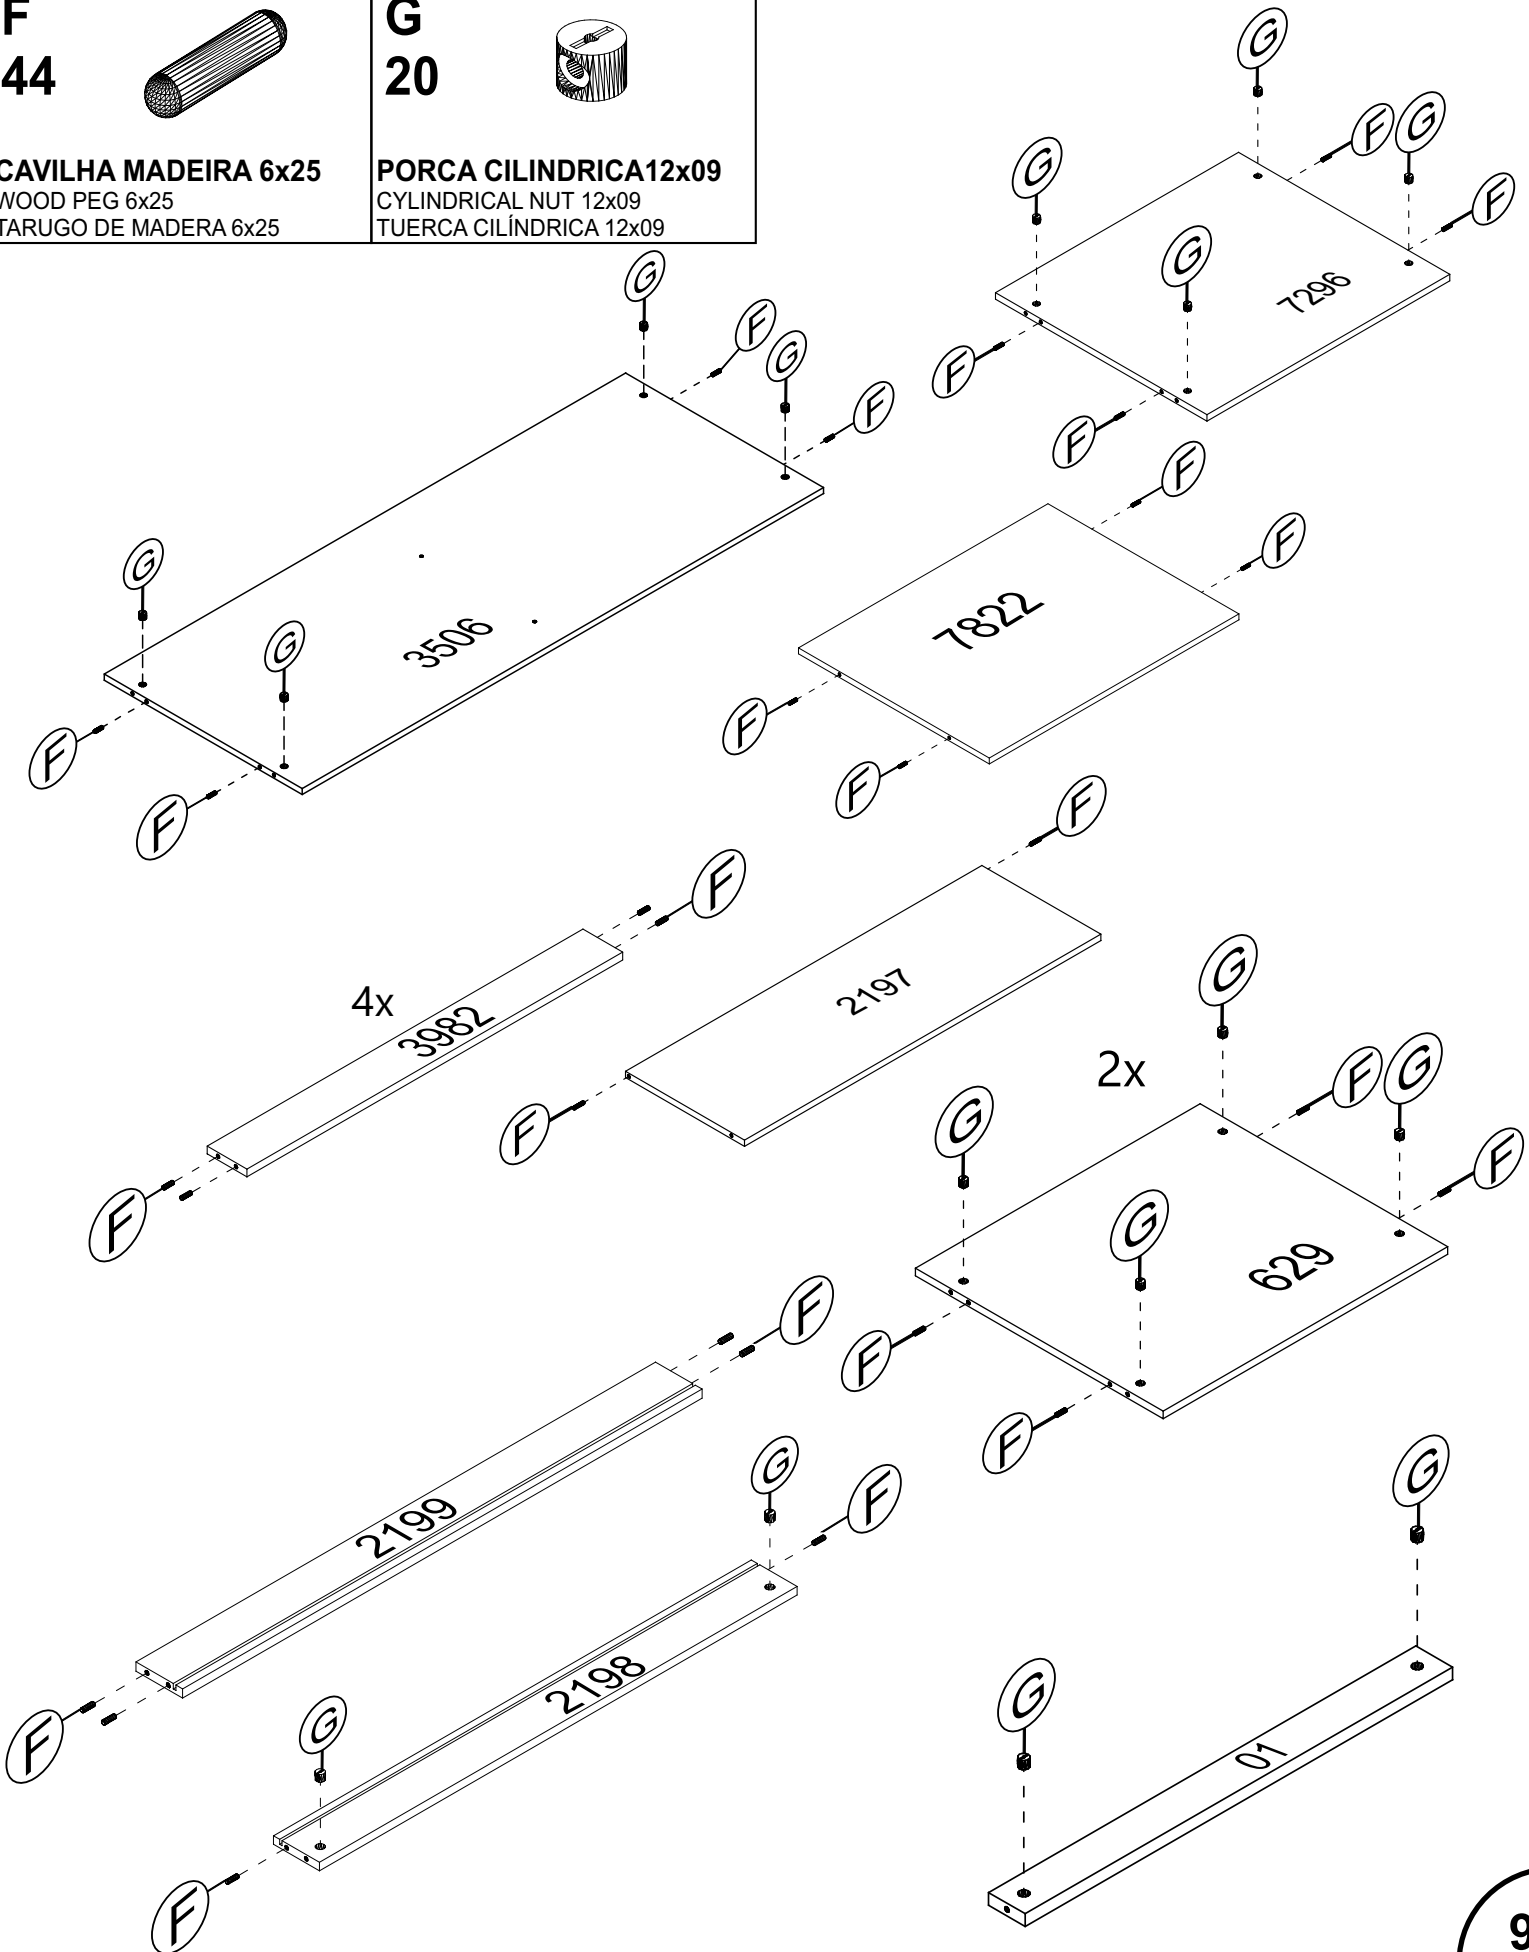 F
44
CAVILHA MADEIRA 6x25
WOOD PEG 6x25
TARUGO DE MADERA 6x25
G
20
PORCA CILINDRICA12x09
CYLINDRICAL NUT 12x09
TUERCA CILÍNDRICA 12x09
G
F
G
G
F
G
7296
F
F
G
F
G
F
G
3506
G
F
F
F
F
7822
F
F
F
4x
3982
F
F
2197
F
2x
G
F
G
G
F
G
629
F
F
F
2199
F
G
F
2198
G
F
G
G
01
9